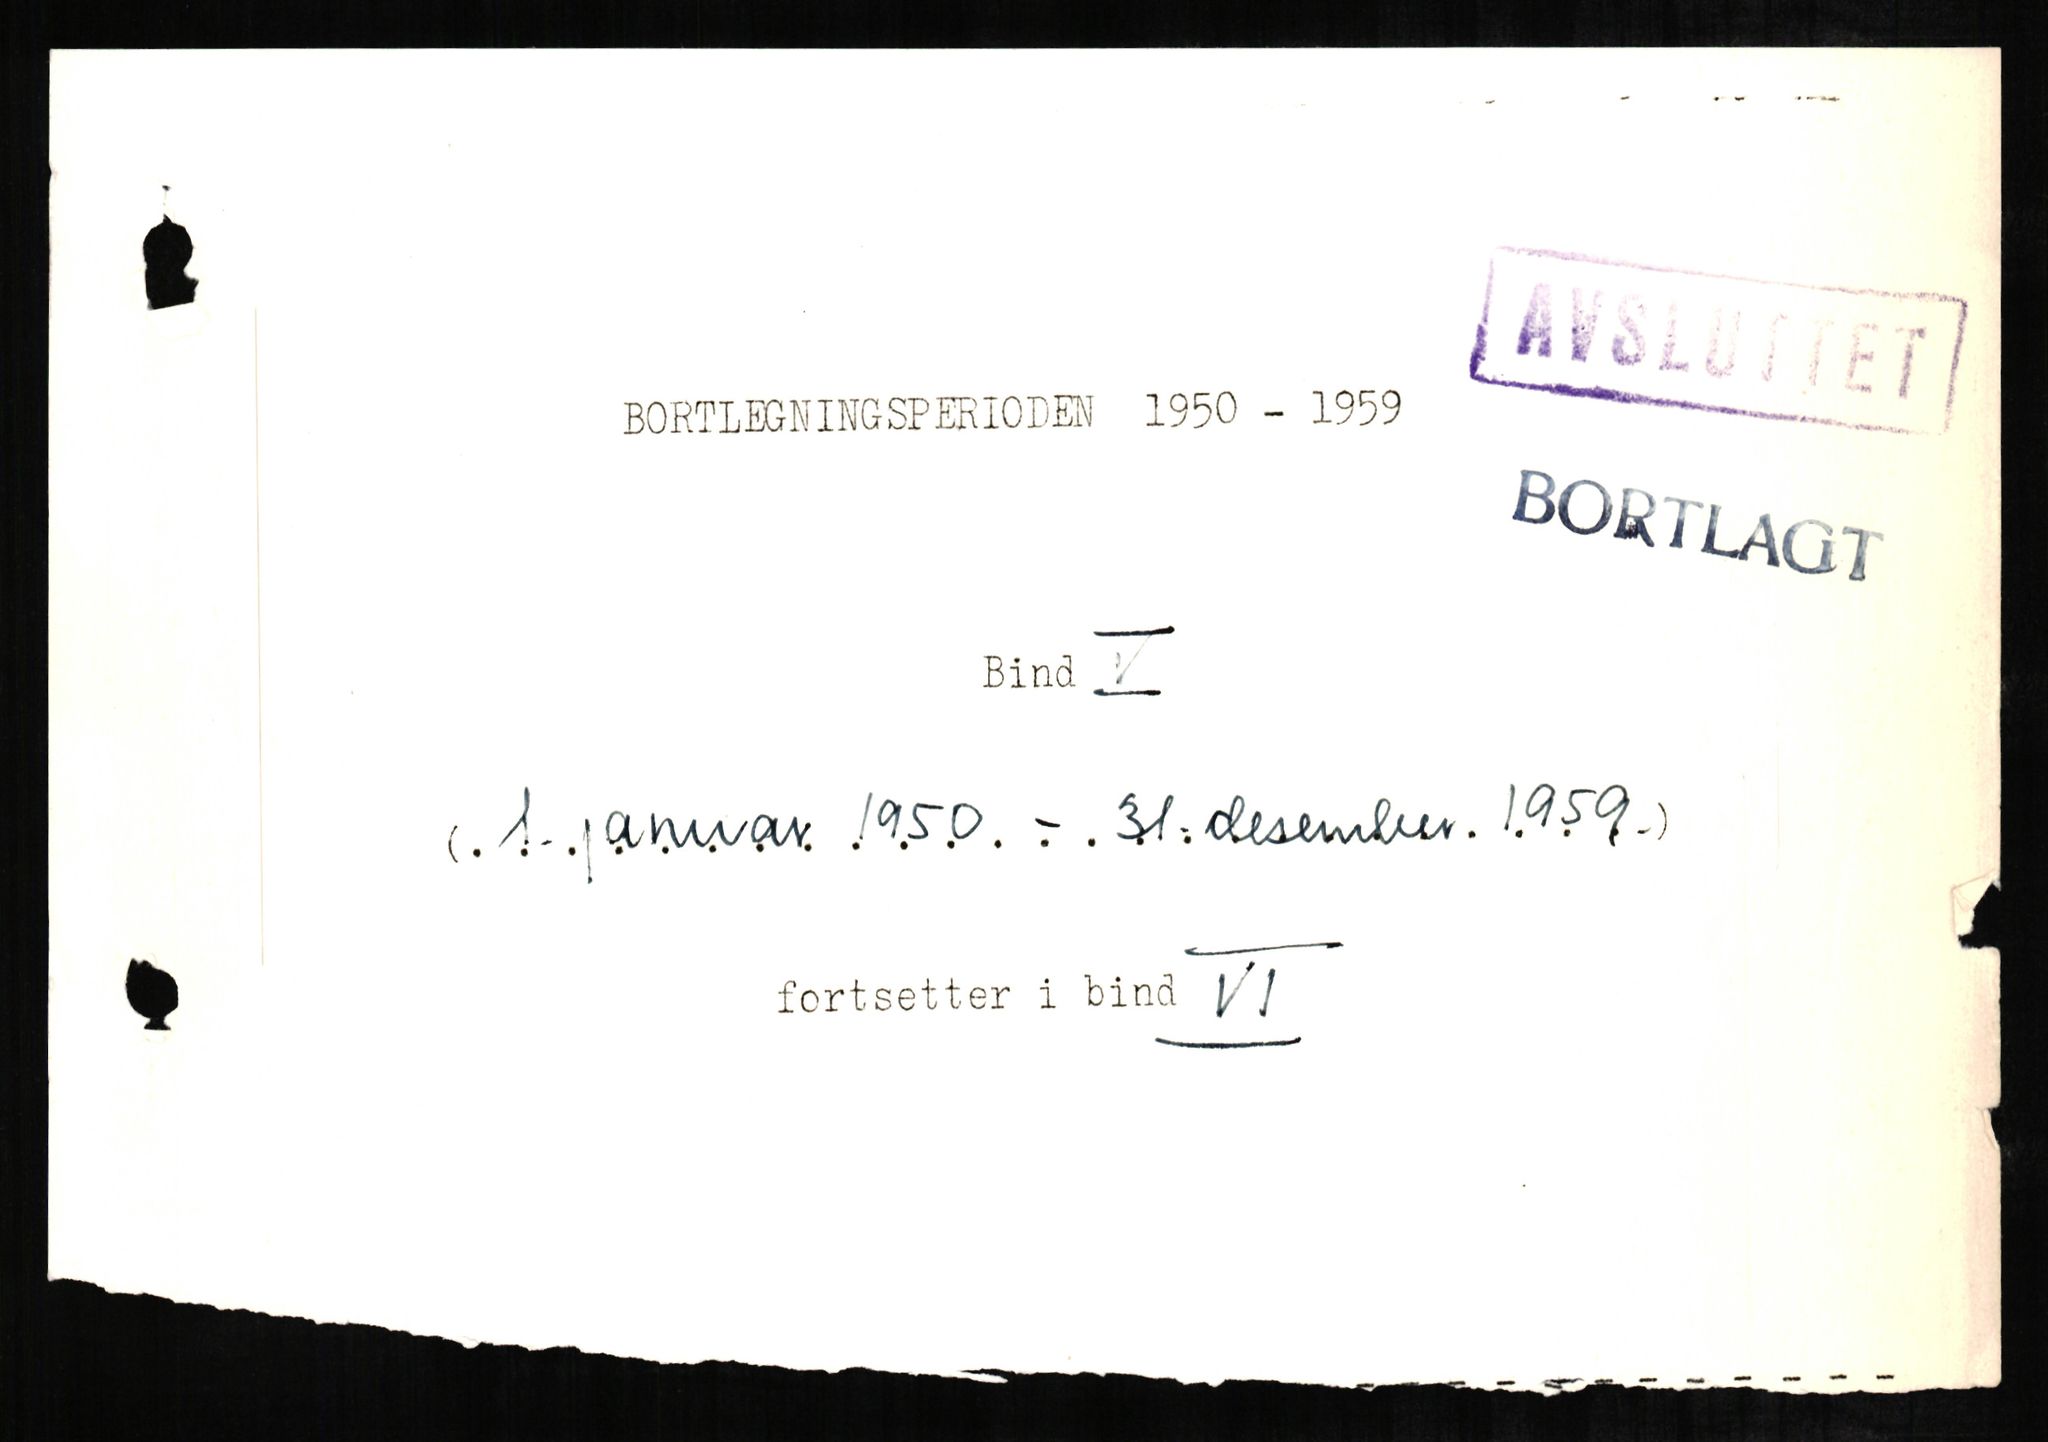 AVSLUTTET
BORTLEGNINGSPERIODEN 1950 - 1959
BORTLAGT
Bind V
(. 1. januar 1950. - . 31. desember. 1959.)
fortsetter i bind VI